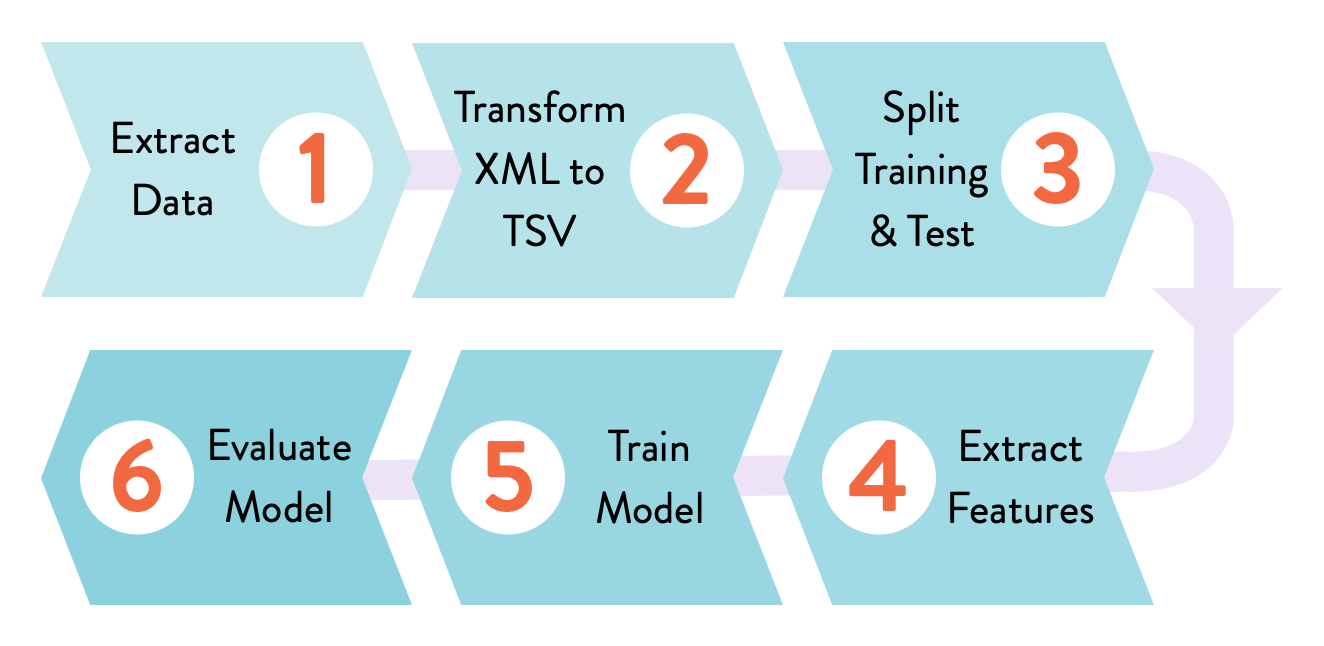 Extract
Data
1
Transform
XML to
TSV
2
Split
Training
& Test
3
4
Extract
Features
5
Train
Model
6
Evaluate
Model